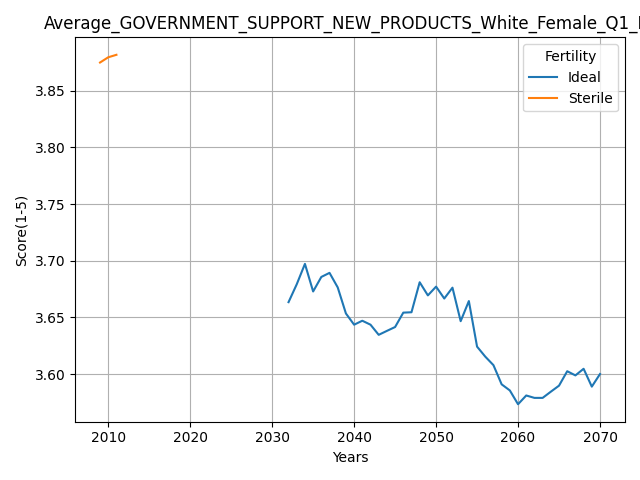 Average_GOVERNMENT_SUPPORT_NEW_PRODUCTS_White_Female_Q1_
Fertility
Ideal
Sterile
3.85
3.80
3.75
3.70
3.65
3.60
Score(1-5)
2010 2020 2030 2040 2050 2060 2070
Years